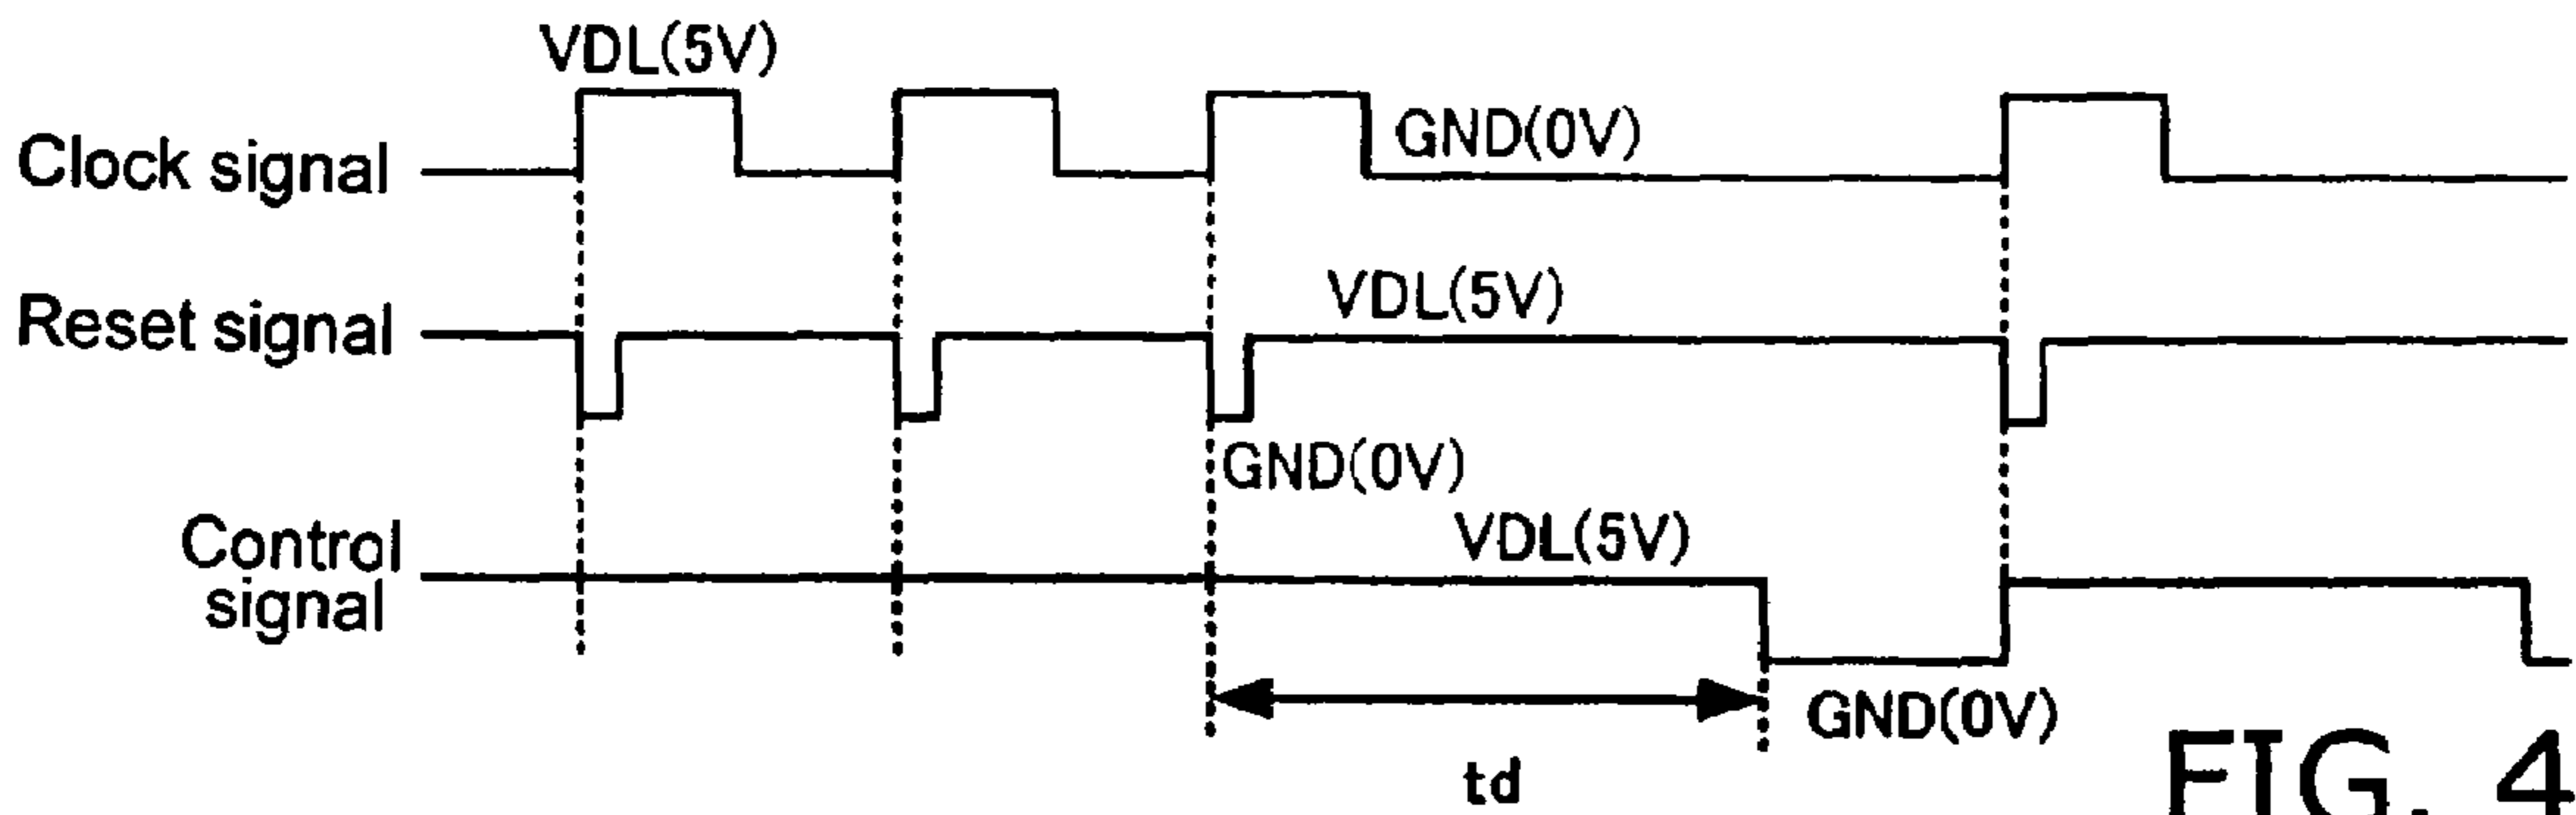 VDL(5V)
Clock signal
GND(0V)
VDL(5V)
Reset signal
GND(0V)
VDL(5V)
Control
signal
GND(0V)
td
FIG. 4